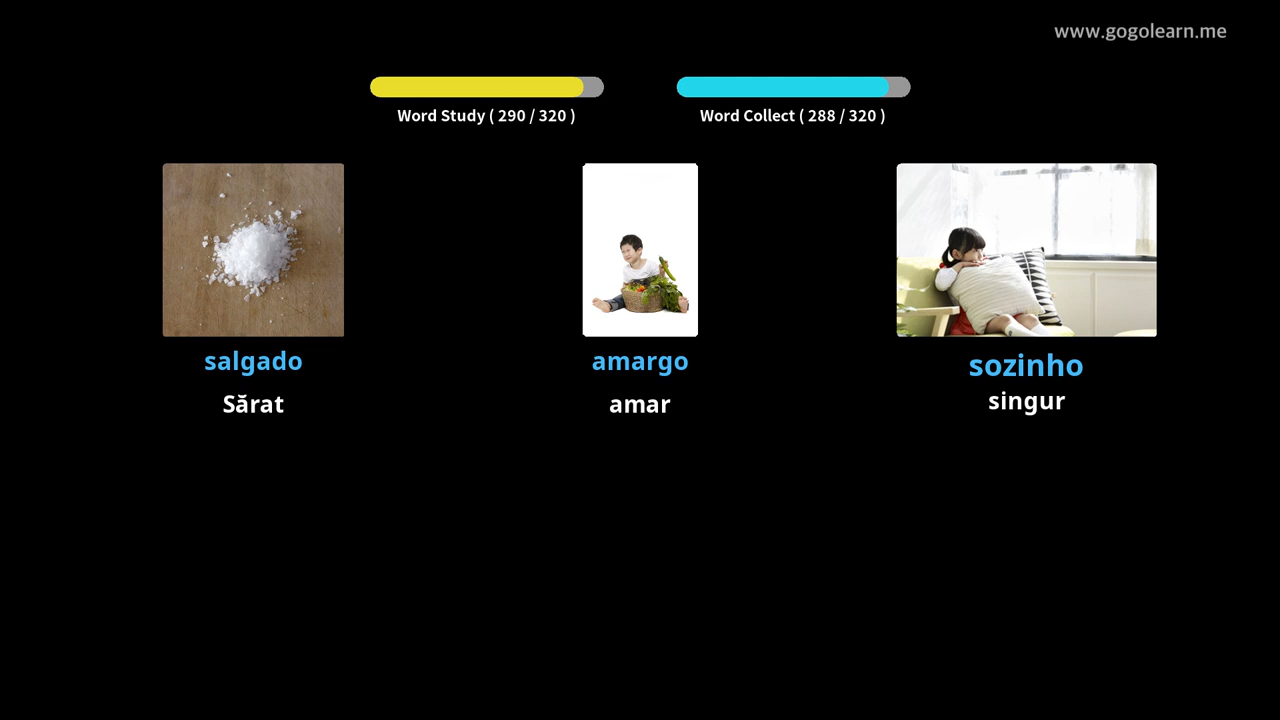 www.gogolearn.me
Word Study ( 290 / 320 )
Word Collect ( 288 / 320 )
salgado
amargo
sozinho
Sărat
amar
singur